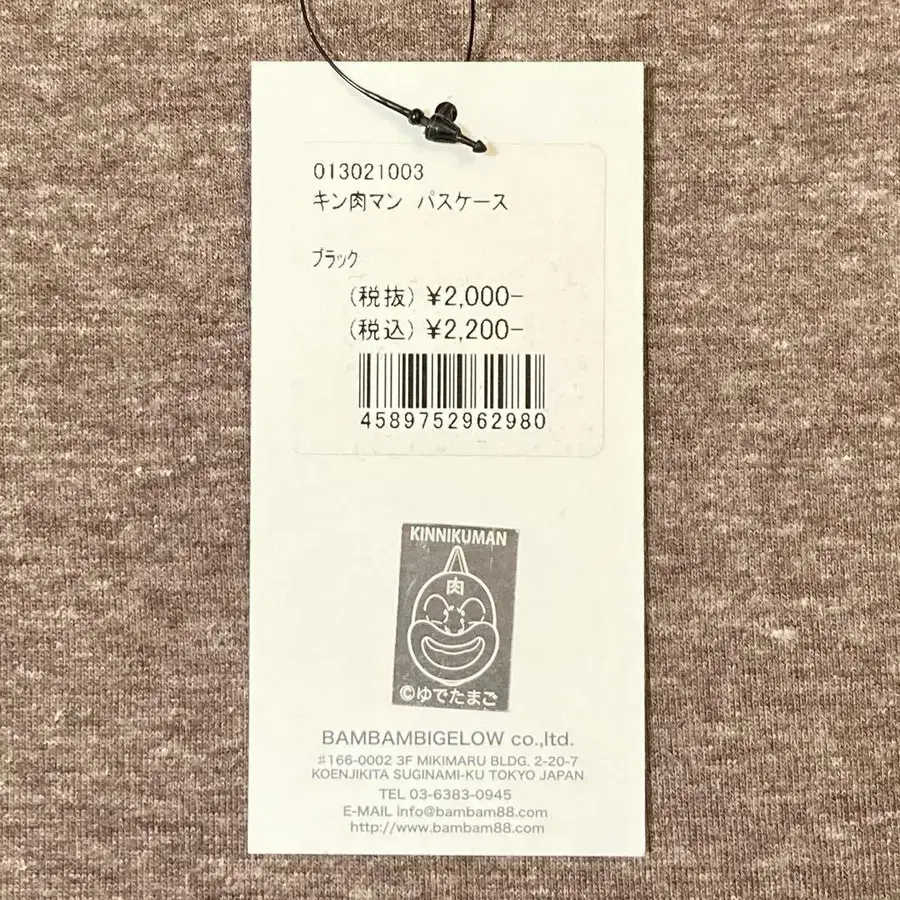 013021003
キン肉マン パスケース
ブラック
(税抜) ¥2,000-
(税込) ¥2,200-
4589752962980
KINNIKUMAN
肉
©ゆでたまご
BAMBAMBIGELOW co.,ltd.
#166-0002 3F MIKIMARU BLDG. 2-20-7
KOENJIKITA SUGINAMI-KU TOKYO JAPAN
TEL 03-6383-0945
E-MAIL info@bambam88.com
http://www.bambam88.com